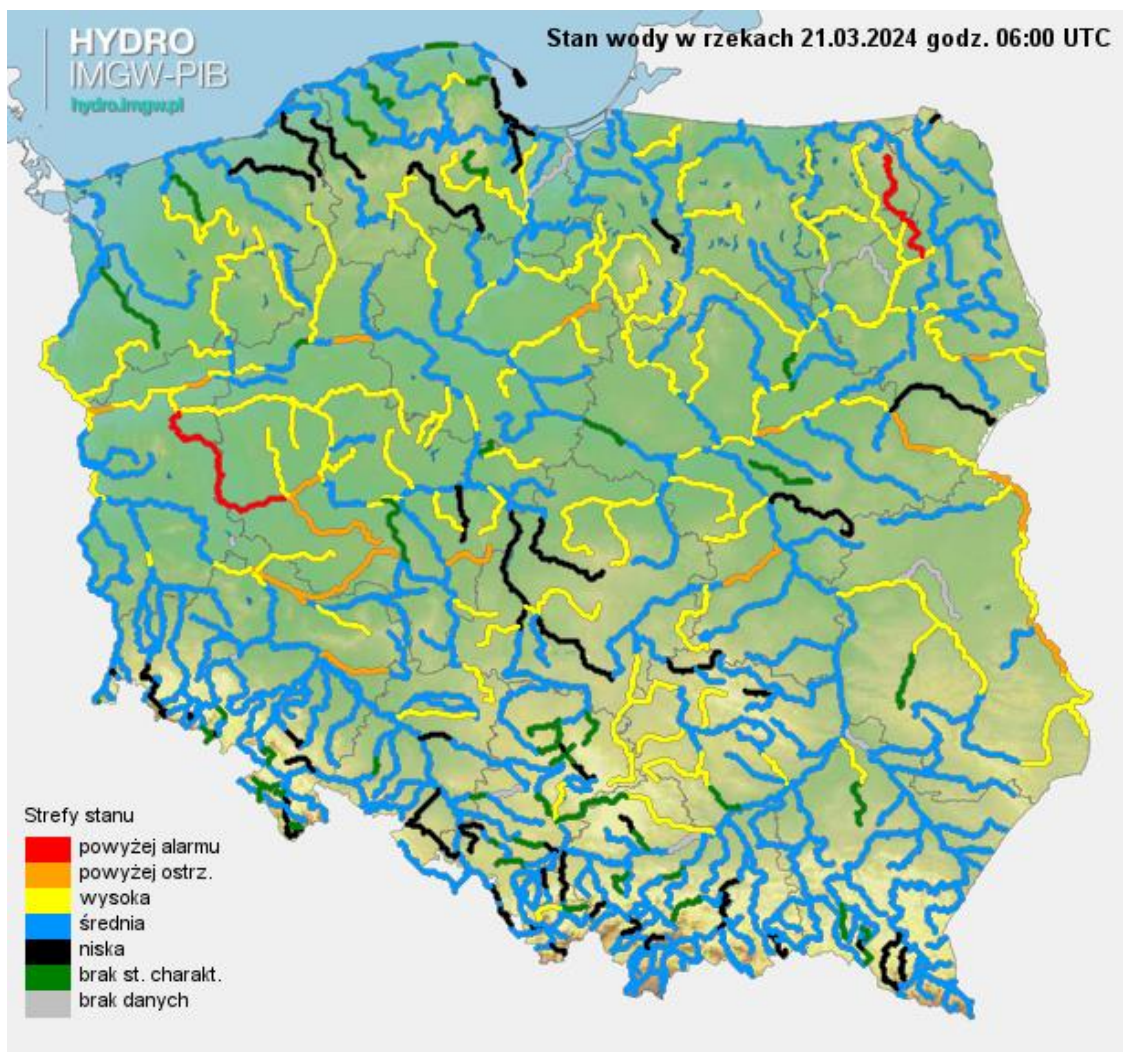 HYDRO
IMGW-PIB
hydro.imgw.pl
Stan wody w rzekach 21.03.2024 godz. 06:00 UTC
Strefy stanu
powyżej alarmu
powyżej ostrz.
wysoka
średnia
niska
brak st. charakt.
brak danych